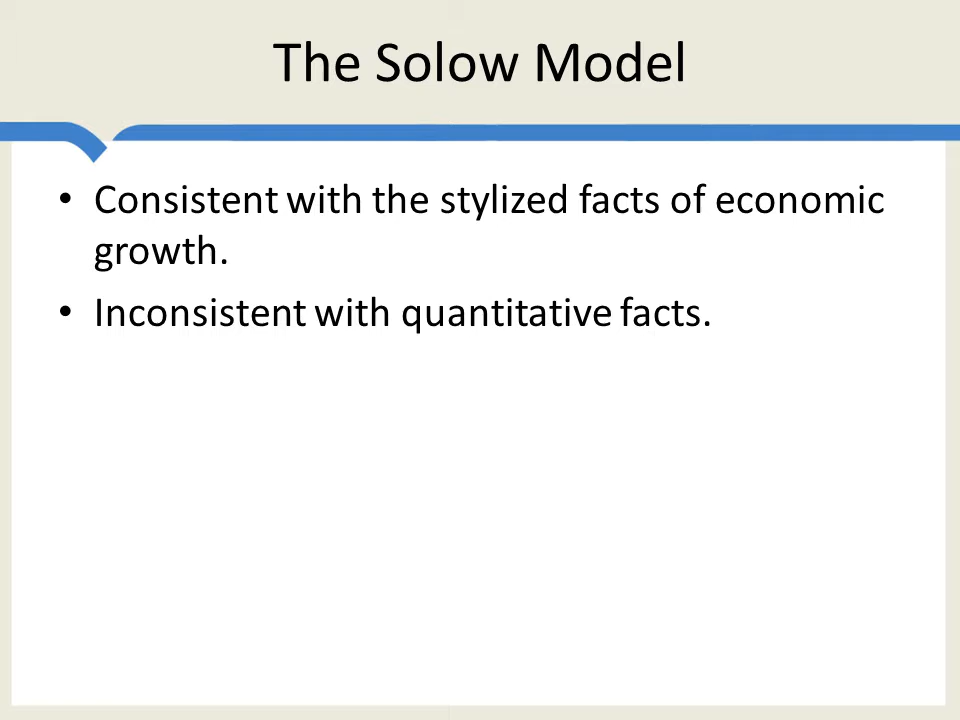 The Solow Model
• Consistent with the stylized facts of economic
growth.
• Inconsistent with quantitative facts.